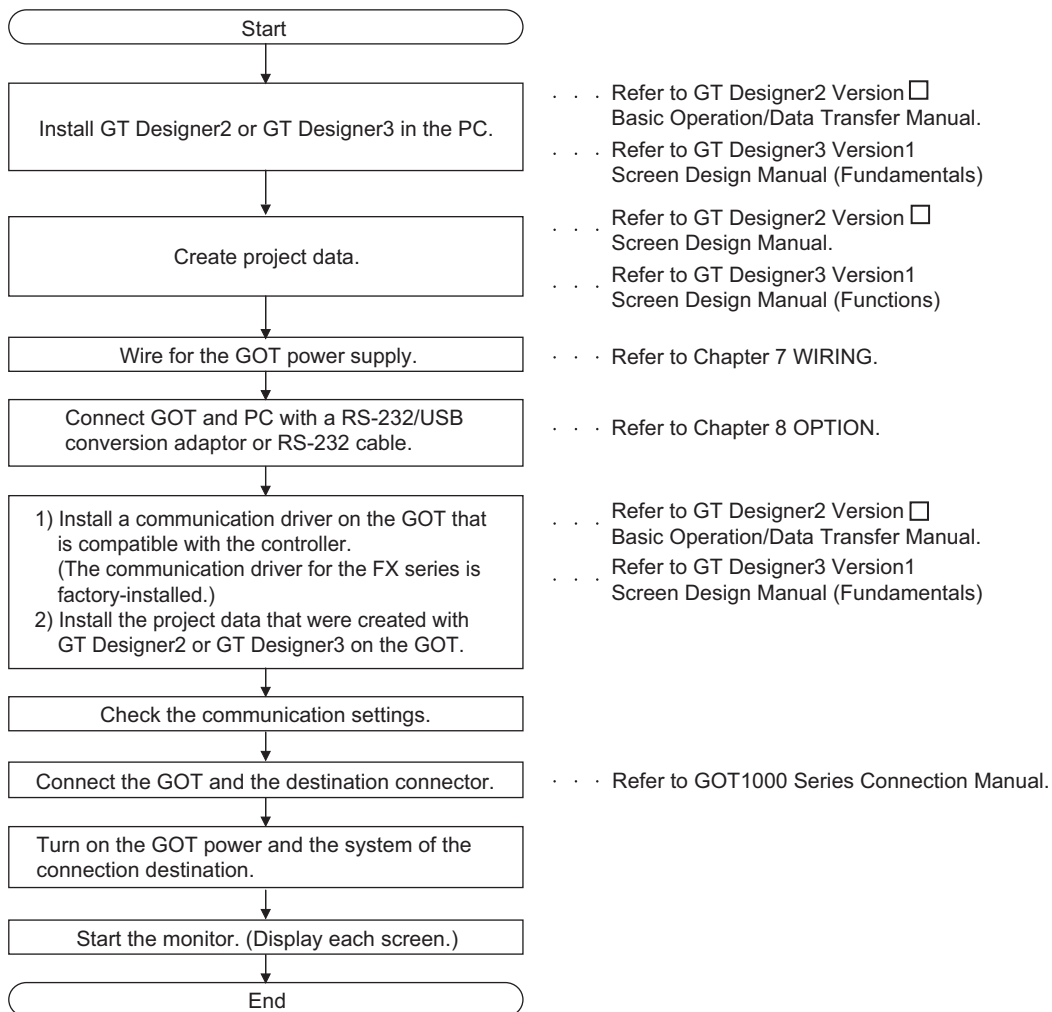 Start
Install GT Designer2 or GT Designer3 in the PC.
· · · Refer to GT Designer2 Version □
Basic Operation/Data Transfer Manual.
· · · Refer to GT Designer3 Version1
Screen Design Manual (Fundamentals)
Create project data.
· · · Refer to GT Designer2 Version □
Screen Design Manual.
· · · Refer to GT Designer3 Version1
Screen Design Manual (Functions)
Wire for the GOT power supply.
· · · Refer to Chapter 7 WIRING.
Connect GOT and PC with a RS-232/USB
conversion adaptor or RS-232 cable.
· · · Refer to Chapter 8 OPTION.
1) Install a communication driver on the GOT that
is compatible with the controller.
(The communication driver for the FX series is
factory-installed.)
2) Install the project data that were created with
GT Designer2 or GT Designer3 on the GOT.
· · · Refer to GT Designer2 Version □
Basic Operation/Data Transfer Manual.
· · · Refer to GT Designer3 Version1
Screen Design Manual (Fundamentals)
Check the communication settings.
Connect the GOT and the destination connector.
· · · Refer to GOT1000 Series Connection Manual.
Turn on the GOT power and the system of the
connection destination.
Start the monitor. (Display each screen.)
End